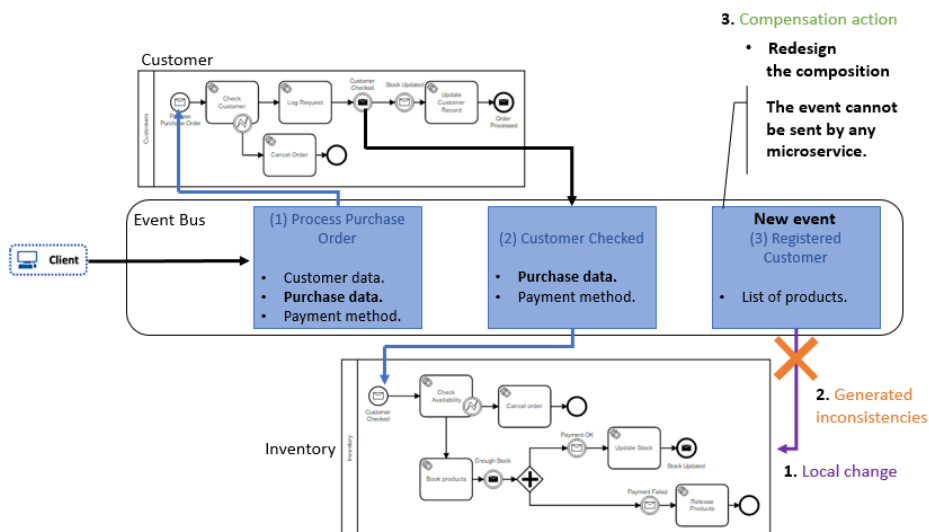 3. Compensation action
• Redesign
the composition
The event cannot
be sent by any
microservice.
Customer
Customers
Process
Purchase Order
Check
Customer
Log Request
Customer
Checked
Stock Updated
Update
Customer
Record
Order
Processed
Cancel Order
Event Bus
Client
(1) Process Purchase
Order
• Customer data.
• Purchase data.
• Payment method.
(2) Customer Checked
• Purchase data.
• Payment method.
New event
(3) Registered
Customer
• List of products.
2. Generated
inconsistencies
1. Local change
Inventory
Inventory
Customer
Checked
Check
Availability
Cancel order
Book products
Enough Stock
Payment OK
Update Stock
Stock Updated
Payment Failed
Release
Products